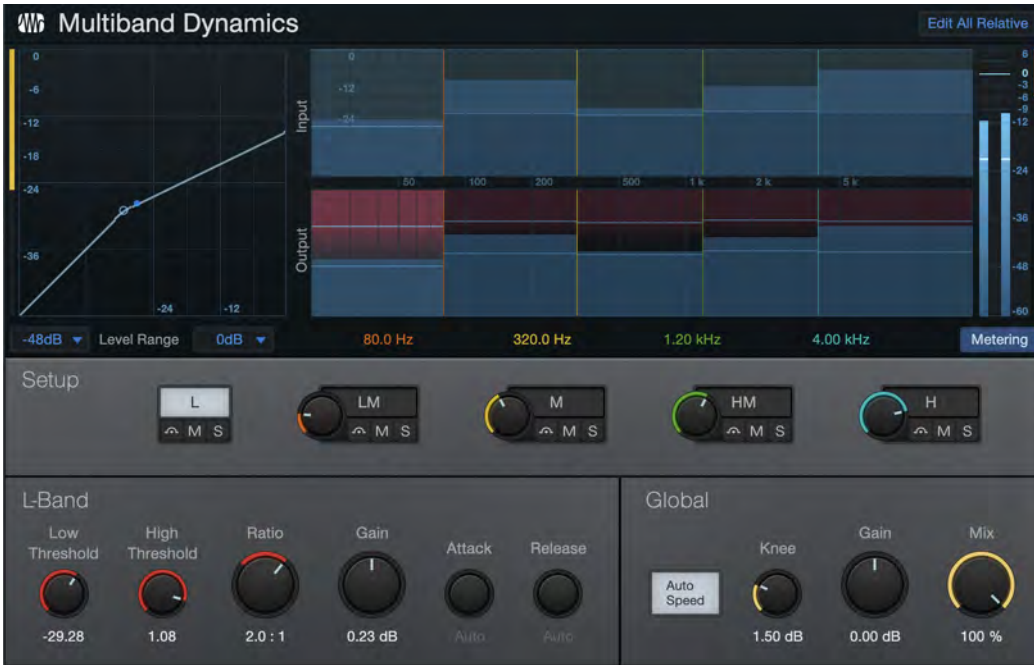 Multiband Dynamics
Edit All Relative
0
-6
-12
-18
-24
-36
-24 -12
Input
0
-12
-24
50 100 200 500 1 k 2 k 5 k
Output
6
0
-3
-6
-9
-12
-24
-36
-48
-60
-48dB Level Range 0dB 80.0 Hz 320.0 Hz 1.20 kHz 4.00 kHz Metering
Setup
L LM M HM H
M S M S M S M S M S
L-Band
Low Threshold High Threshold Ratio Gain Attack Release
-29.28 1.08 2.0 : 1 0.23 dB Auto Auto
Global
Auto Speed Knee Gain Mix
1.50 dB 0.00 dB 100 %